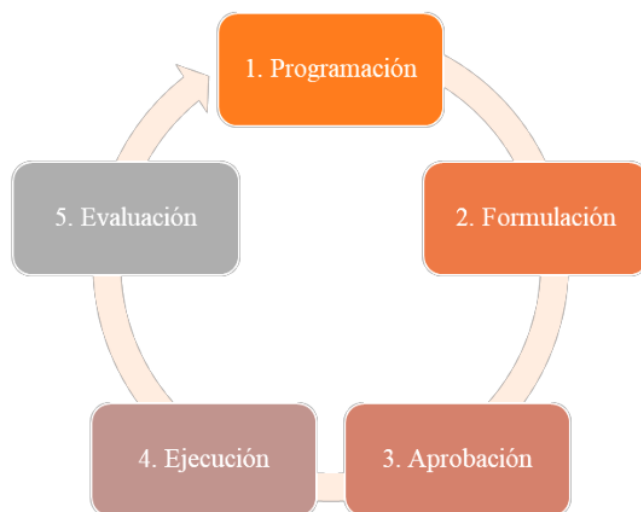 1. Programación
2. Formulación
3. Aprobación
4. Ejecución
5. Evaluación